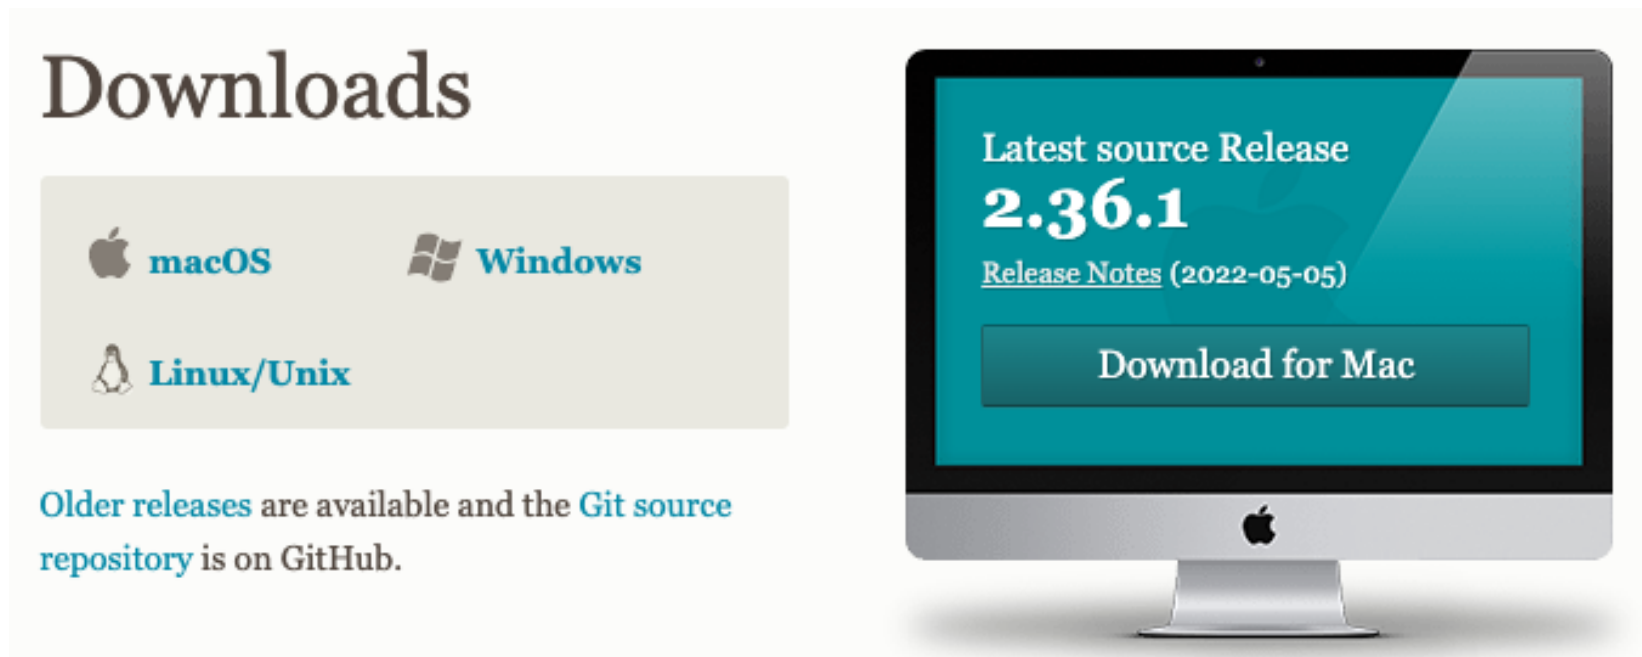 Downloads
macOS
Windows
Linux/Unix
Older releases are available and the Git source
repository is on GitHub.
Latest source Release
2.36.1
Release Notes (2022-05-05)
Download for Mac